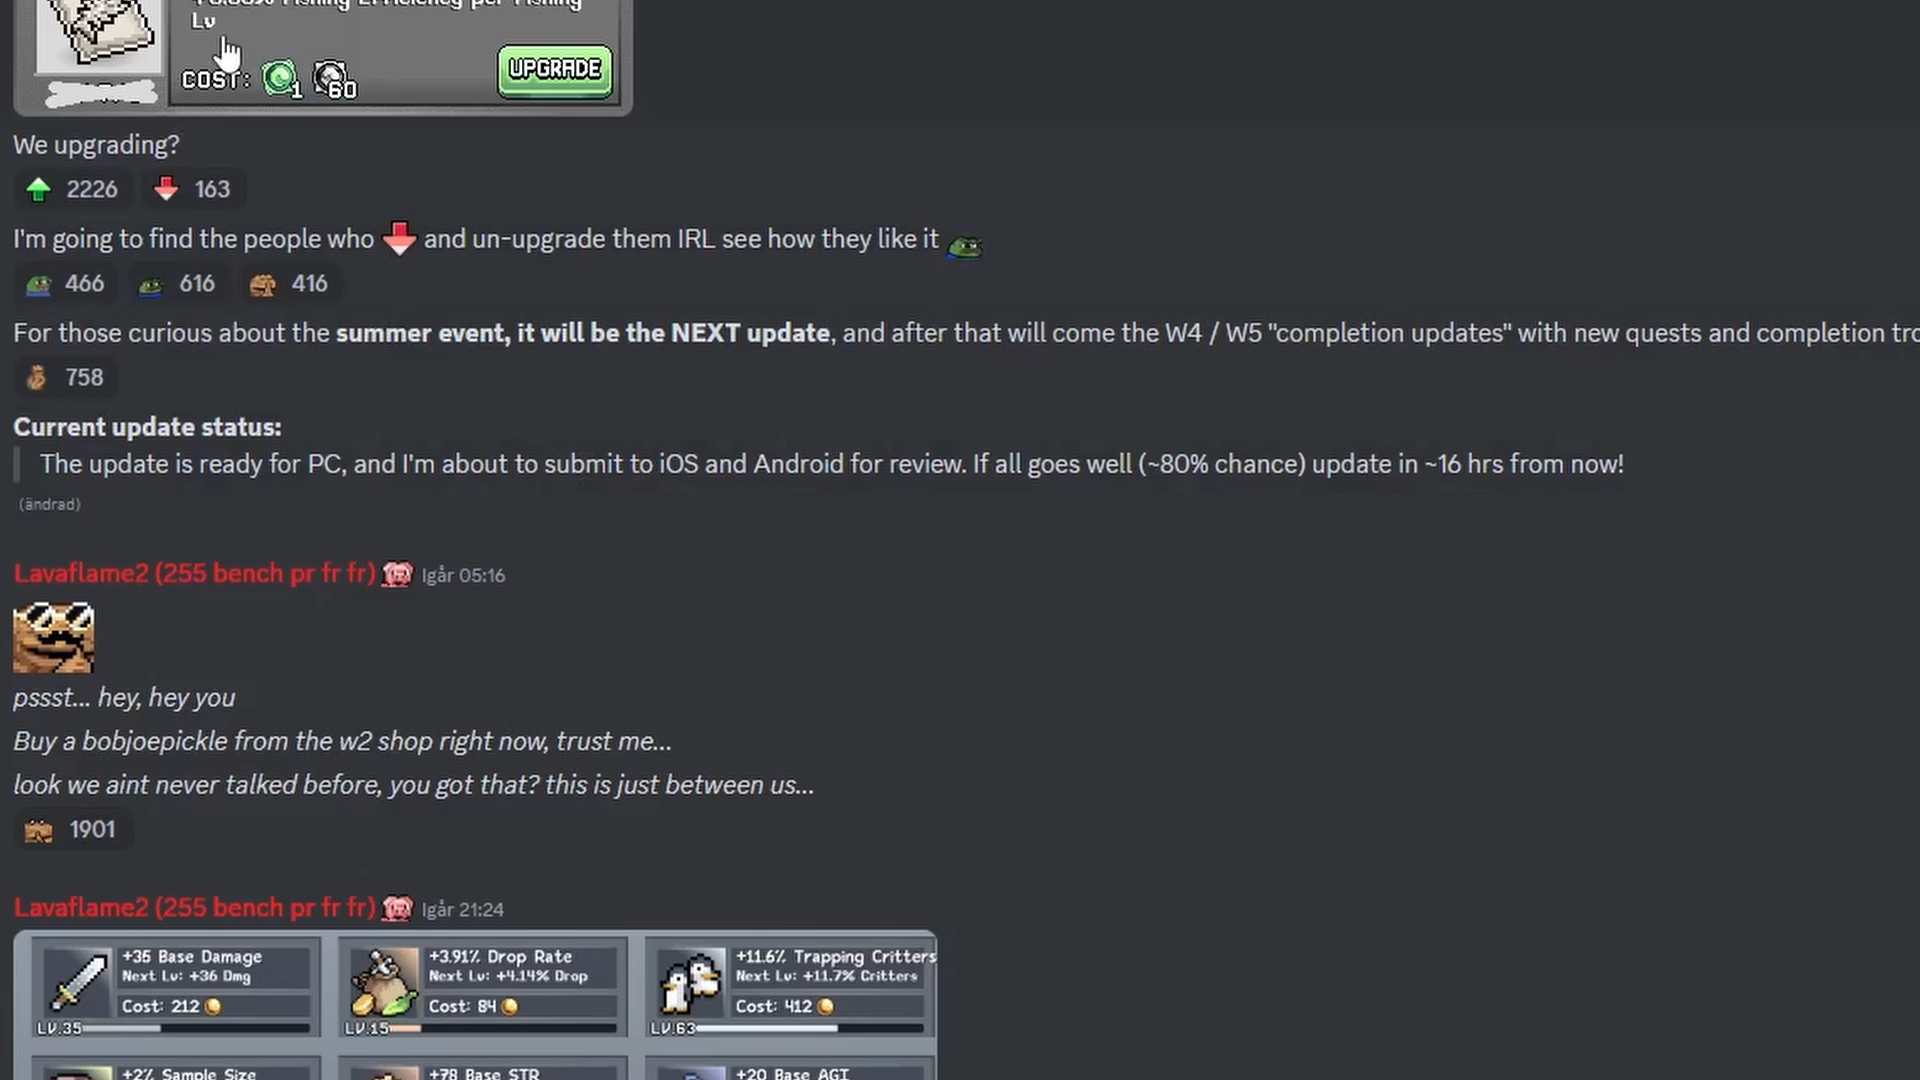 Fishing Efficiency per Fishing
Lv
COST: 1 60
UPGRADE
We upgrading?
2226 163
I'm going to find the people who and un-upgrade them IRL see how they like it
466 616 416
For those curious about the summer event, it will be the NEXT update, and after that will come the W4 / W5 "completion updates" with new quests and completion tro
758
Current update status:
The update is ready for PC, and I'm about to submit to iOS and Android for review. If all goes well (~80% chance) update in ~16 hrs from now!
(ändrad)
Lavaflame2 (255 bench pr fr fr) Igår 05:16
pssst... hey, hey you
Buy a bobjoepickle from the w2 shop right now, trust me...
look we aint never talked before, you got that? this is just between us...
1901
Lavaflame2 (255 bench pr fr fr) Igår 21:24
+35 Base Damage
Next Lv: +36 Dmg
Cost: 212
LV.35
+3.91% Drop Rate
Next Lv: +4.14% Drop
Cost: 84
LV.15
+11.6% Trapping Critters
Next Lv: +11.7% Critters
Cost: 412
LV.63
+2% Sample Size
+78 Base STR
+20 Base AGI